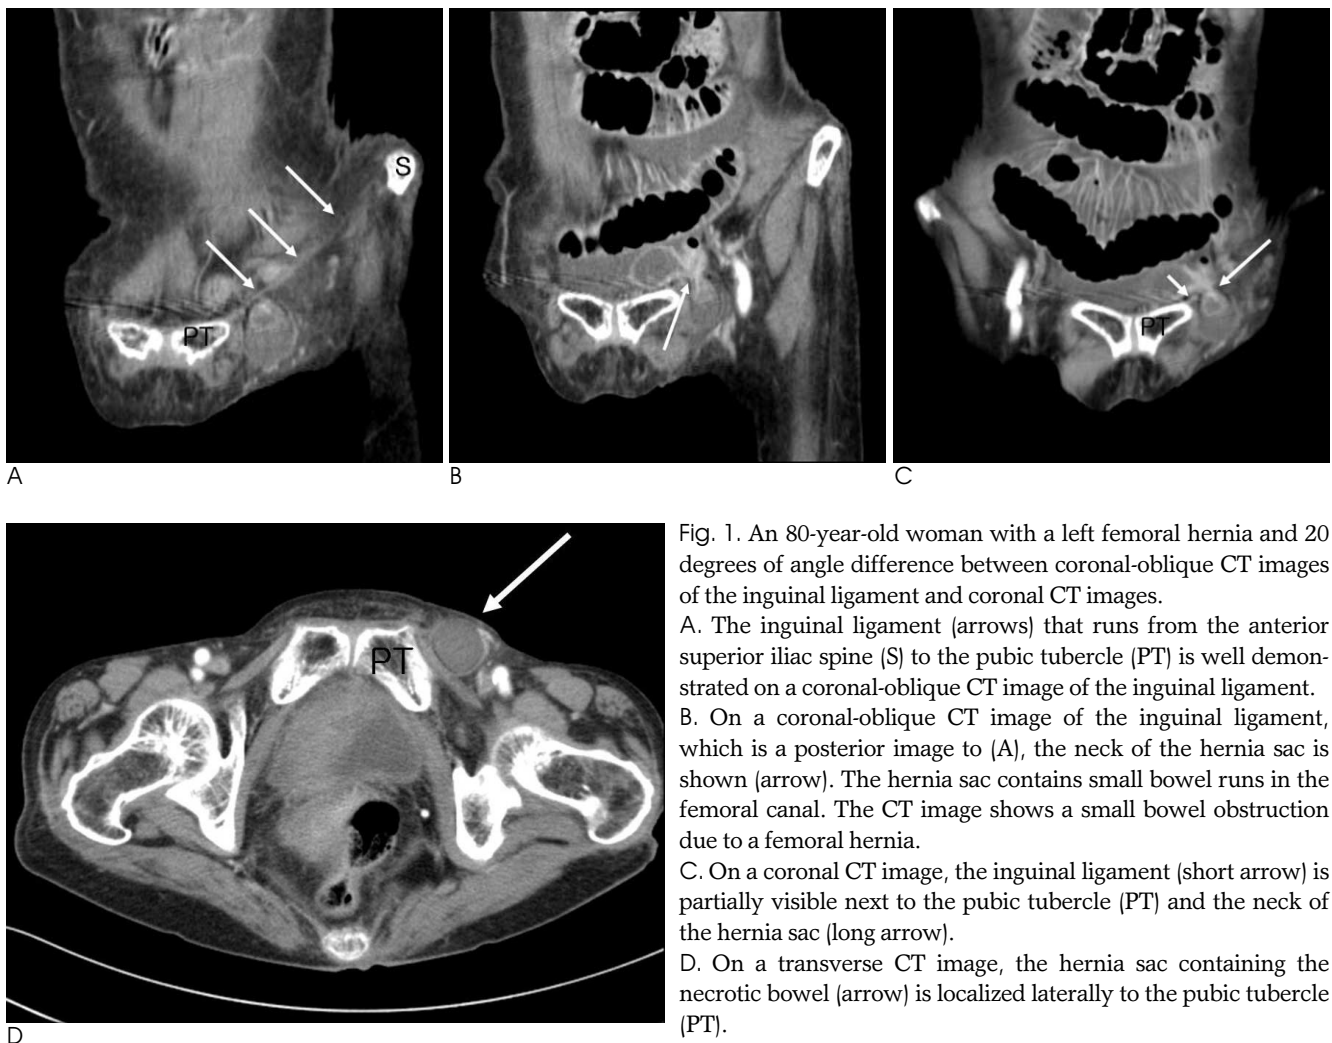 S
PT
A
B
PT
C
PT
D
Fig. 1. An 80-year-old woman with a left femoral hernia and 20
degrees of angle difference between coronal-oblique CT images
of the inguinal ligament and coronal CT images.
A. The inguinal ligament (arrows) that runs from the anterior
superior iliac spine (S) to the pubic tubercle (PT) is well demon-
strated on a coronal-oblique CT image of the inguinal ligament.
B. On a coronal-oblique CT image of the inguinal ligament,
which is a posterior image to (A), the neck of the hernia sac is
shown (arrow). The hernia sac contains small bowel runs in the
femoral canal. The CT image shows a small bowel obstruction
due to a femoral hernia.
C. On a coronal CT image, the inguinal ligament (short arrow) is
partially visible next to the pubic tubercle (PT) and the neck of
the hernia sac (long arrow).
D. On a transverse CT image, the hernia sac containing the
necrotic bowel (arrow) is localized laterally to the pubic tubercle
(PT).